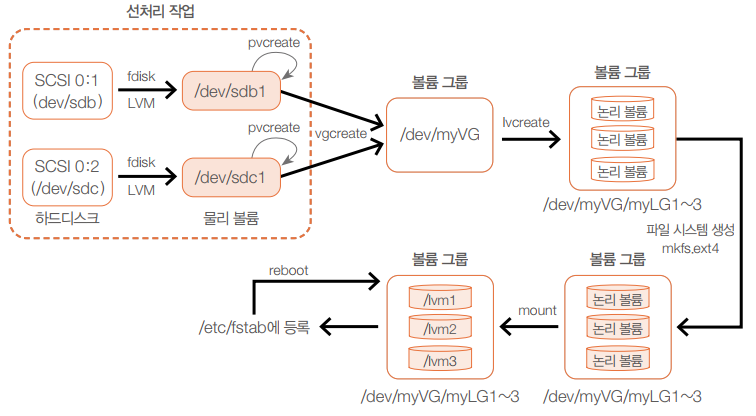 선처리 작업
SCSI 0:1
(dev/sdb)
fdisk
LVM
pvcreate
/dev/sdb1
SCSI 0:2
(/dev/sdc)
fdisk
LVM
pvcreate
/dev/sdc1
하드디스크
물리 볼륨
vgcreate
볼륨 그룹
/dev/myVG
lvcreate
볼륨 그룹
논리 볼륨
논리 볼륨
논리 볼륨
/dev/myVG/myLG1~3
파일 시스템 생성
mkfs.ext4
볼륨 그룹
논리 볼륨
논리 볼륨
논리 볼륨
/dev/myVG/myLG1~3
mount
볼륨 그룹
/lvm1
/lvm2
/lvm3
/dev/myVG/myLG1~3
/etc/fstab에 등록
reboot